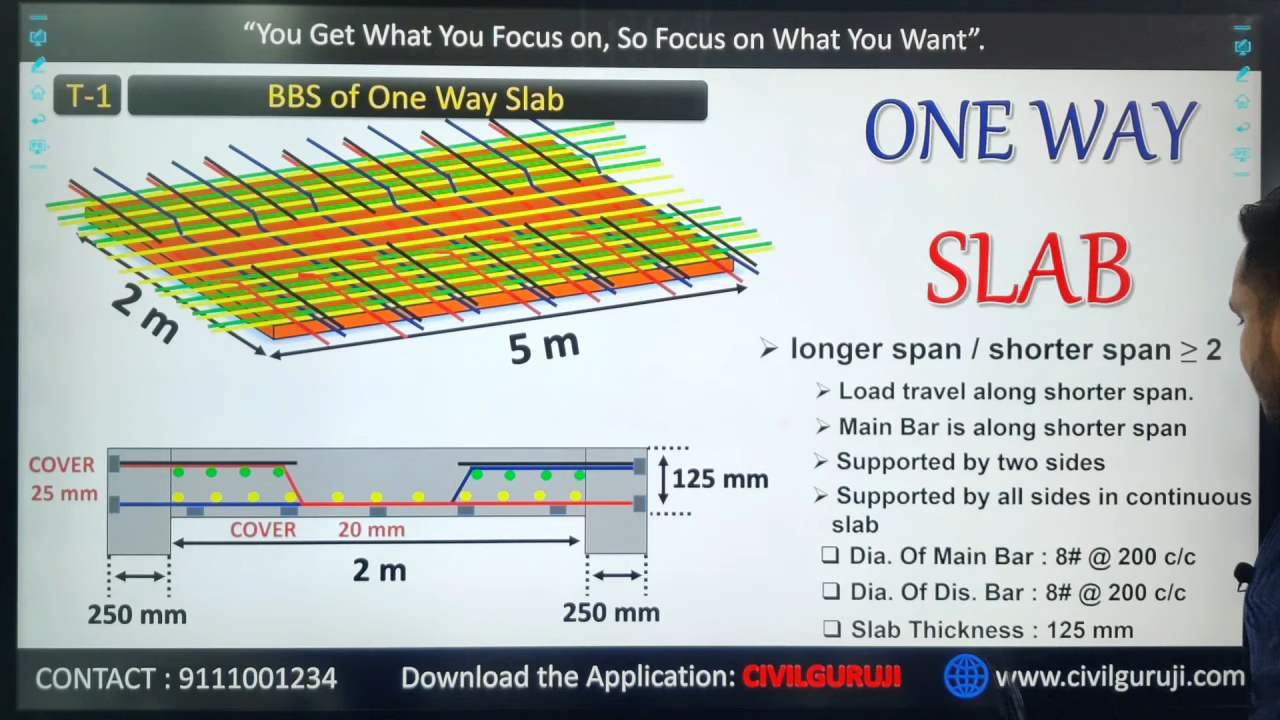 “You Get What You Focus on, So Focus on What You Want”.
T-1
BBS of One Way Slab
ONE WAY
SLAB
2 m
5 m
longer span / shorter span ≥ 2
Load travel along shorter span.
Main Bar is along shorter span
Supported by two sides
Supported by all sides in continuous
slab
Dia. Of Main Bar : 8# @ 200 c/c
Dia. Of Dis. Bar : 8# @ 200 c/c
Slab Thickness : 125 mm
COVER
25 mm
125 mm
COVER 20 mm
2 m
250 mm
250 mm
CONTACT : 9111001234
Download the Application: CIVILGURUJI
www.civilguruji.com